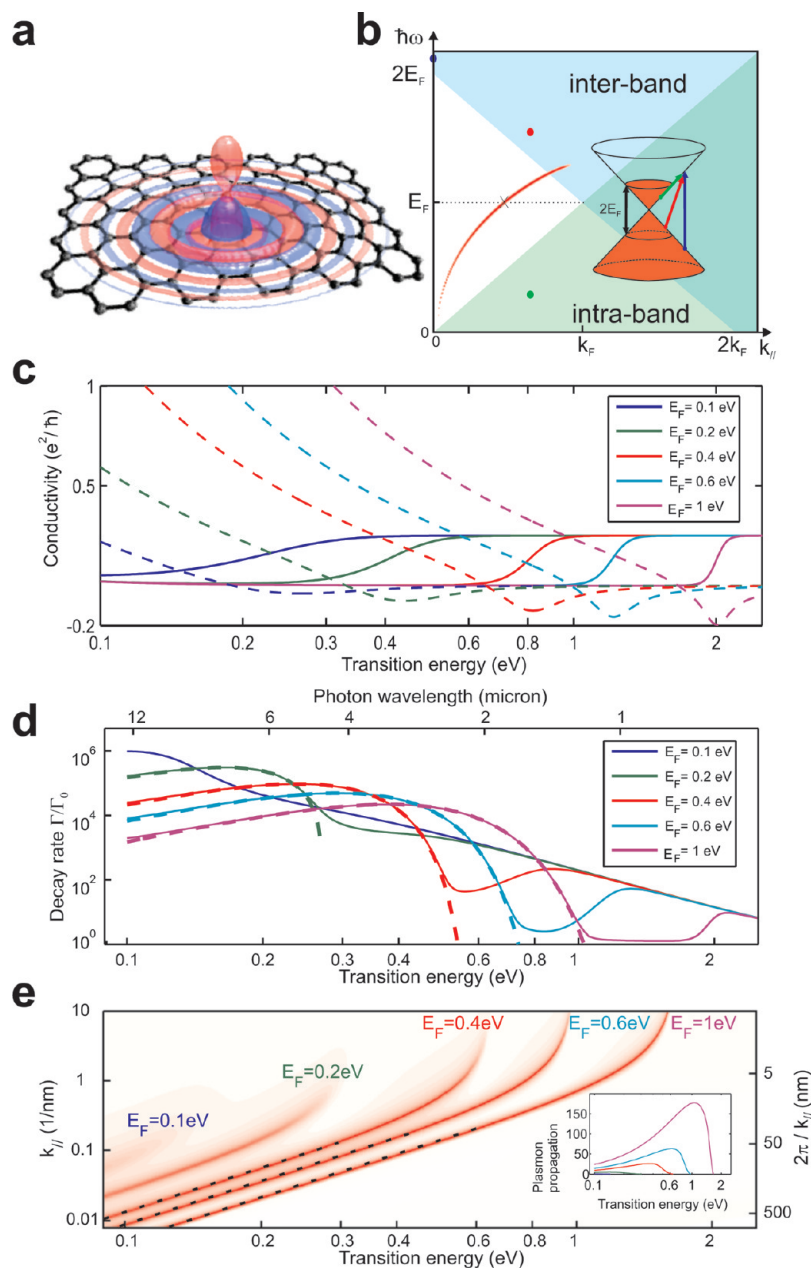 a
b
ħω
2E_F
inter-band
E_F
2E_F
intra-band
0
k_F
2k_F
k_//
c
1
0.5
-0.2
Conductivity (e²/ħ)
E_F= 0.1 eV
E_F= 0.2 eV
E_F= 0.4 eV
E_F= 0.6 eV
E_F= 1 eV
0.1 0.2 0.3 0.4 0.6 0.8 1 2
Transition energy (eV)
Photon wavelength (micron)
d
12 6 4 2 1
10⁶
10⁴
10²
10⁰
Decay rate Γ/Γ₀
E_F= 0.1 eV
E_F= 0.2 eV
E_F= 0.4 eV
E_F= 0.6 eV
E_F= 1 eV
0.1 0.2 0.3 0.4 0.6 0.8 1 2
Transition energy (eV)
e
10
1
0.1
0.01
k_// (1/nm)
E_F=0.1eV
E_F=0.2eV
E_F=0.4eV
E_F=0.6eV
E_F=1eV
5
50
500
2π / k_// (nm)
Plasmon
propagation
150
100
50
0
0.1 0.6 1 2
Transition energy (eV)
0.1 0.2 0.3 0.4 0.6 0.8 1 2
Transition energy (eV)